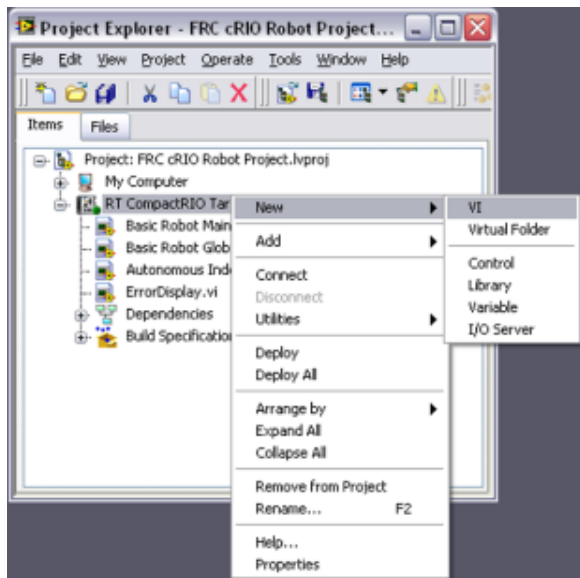 Project Explorer - FRC cRIO Robot Project...
File Edit View Project Operate Tools Window Help
Items Files
Project: FRC cRIO Robot Project.lvproj
My Computer
RT CompactRIO Tar
Basic Robot Main
Basic Robot Glob
Autonomous Inde
ErrorDisplay.vi
Dependencies
Build Specification
New
Add
Connect
Disconnect
Utilities
Deploy
Deploy All
Arrange by
Expand All
Collapse All
Remove from Project
Rename... F2
Help...
Properties
VI
Virtual Folder
Control
Library
Variable
I/O Server